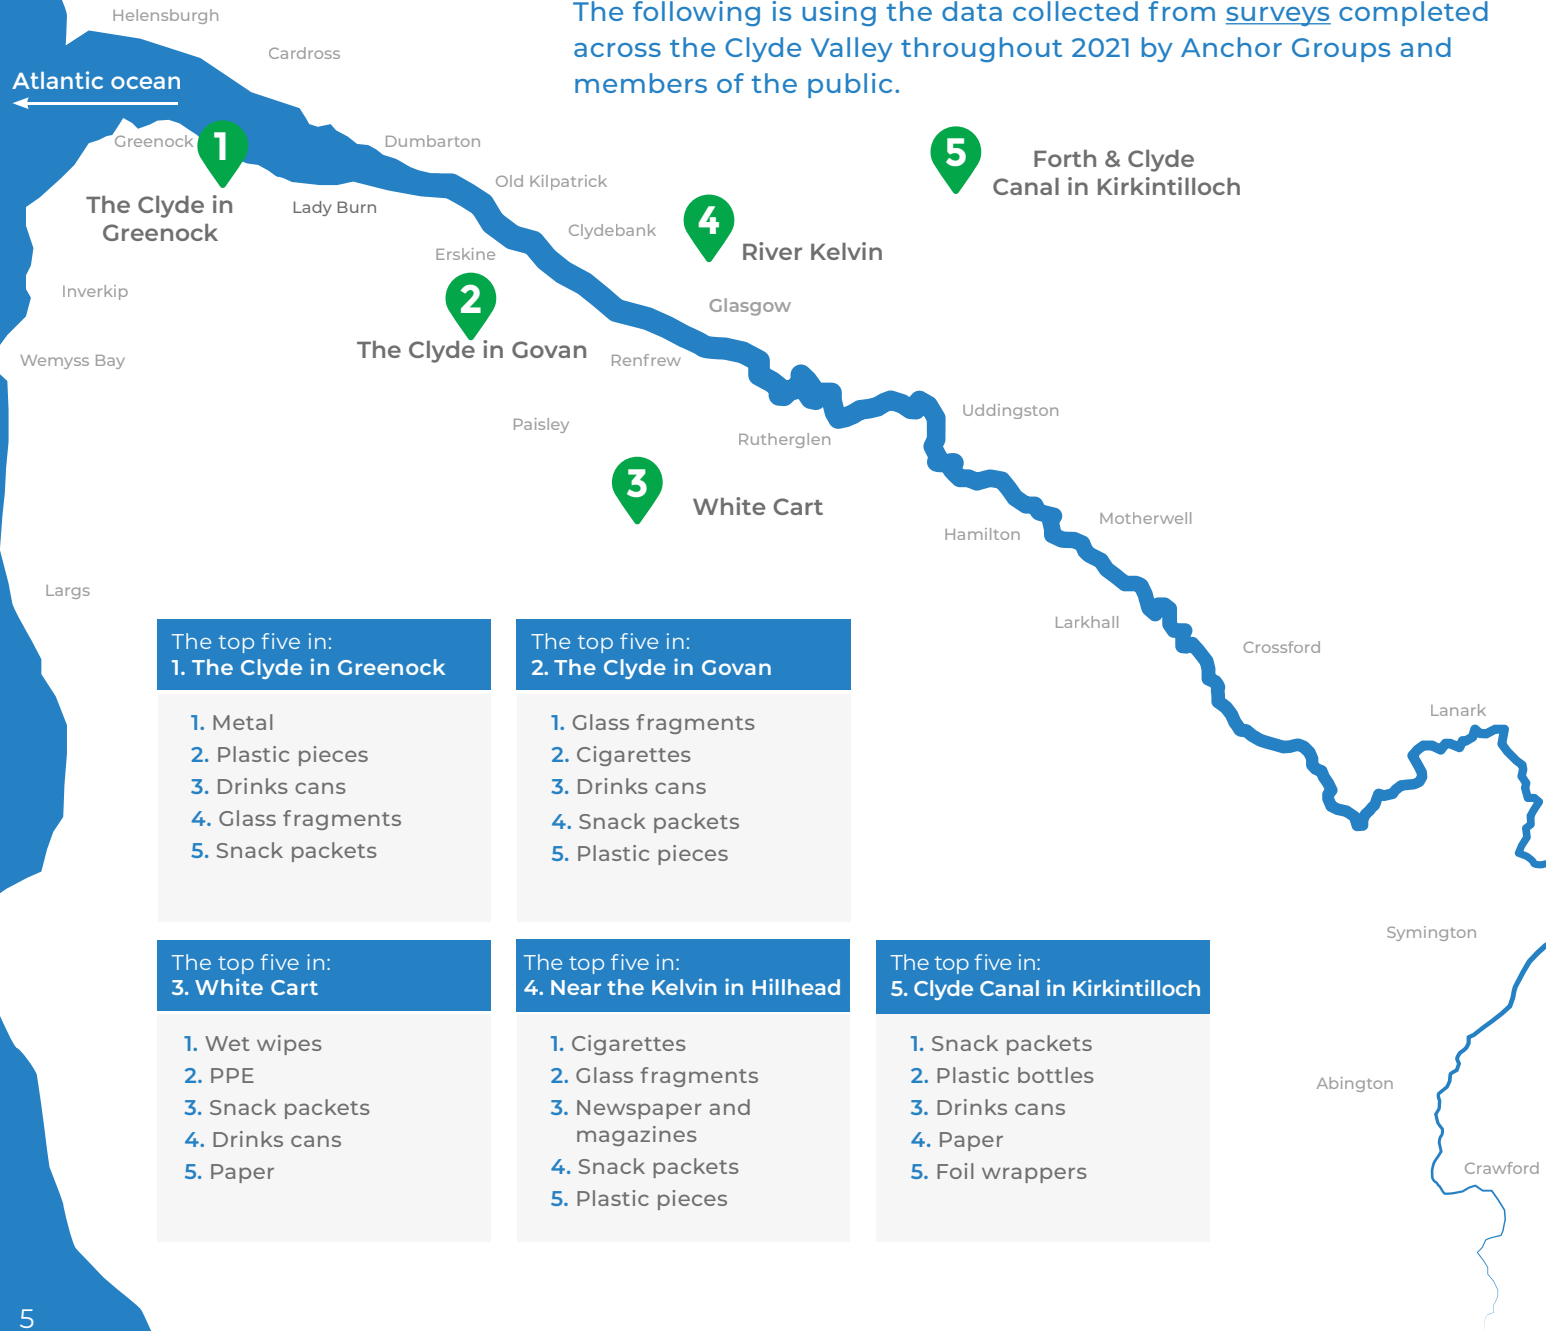 The following is using the data collected from surveys completed
across the Clyde Valley throughout 2021 by Anchor Groups and
members of the public.
Helensburgh
Cardross
Atlantic ocean
Greenock
1
Dumbarton
5
Forth & Clyde
Canal in Kirkintilloch
Old Kilpatrick
The Clyde in
Greenock
Lady Burn
4
Clydebank
River Kelvin
Erskine
Inverkip
2
Glasgow
The Clyde in Govan
Wemyss Bay
Renfrew
Uddingston
Paisley
Rutherglen
3
White Cart
Motherwell
Hamilton
Largs
Larkhall
Crossford
Lanark
Symington
Abington
Crawford
The top five in:
1. The Clyde in Greenock
1. Metal
2. Plastic pieces
3. Drinks cans
4. Glass fragments
5. Snack packets
The top five in:
2. The Clyde in Govan
1. Glass fragments
2. Cigarettes
3. Drinks cans
4. Snack packets
5. Plastic pieces
The top five in:
3. White Cart
1. Wet wipes
2. PPE
3. Snack packets
4. Drinks cans
5. Paper
The top five in:
4. Near the Kelvin in Hillhead
1. Cigarettes
2. Glass fragments
3. Newspaper and
magazines
4. Snack packets
5. Plastic pieces
The top five in:
5. Clyde Canal in Kirkintilloch
1. Snack packets
2. Plastic bottles
3. Drinks cans
4. Paper
5. Foil wrappers
5